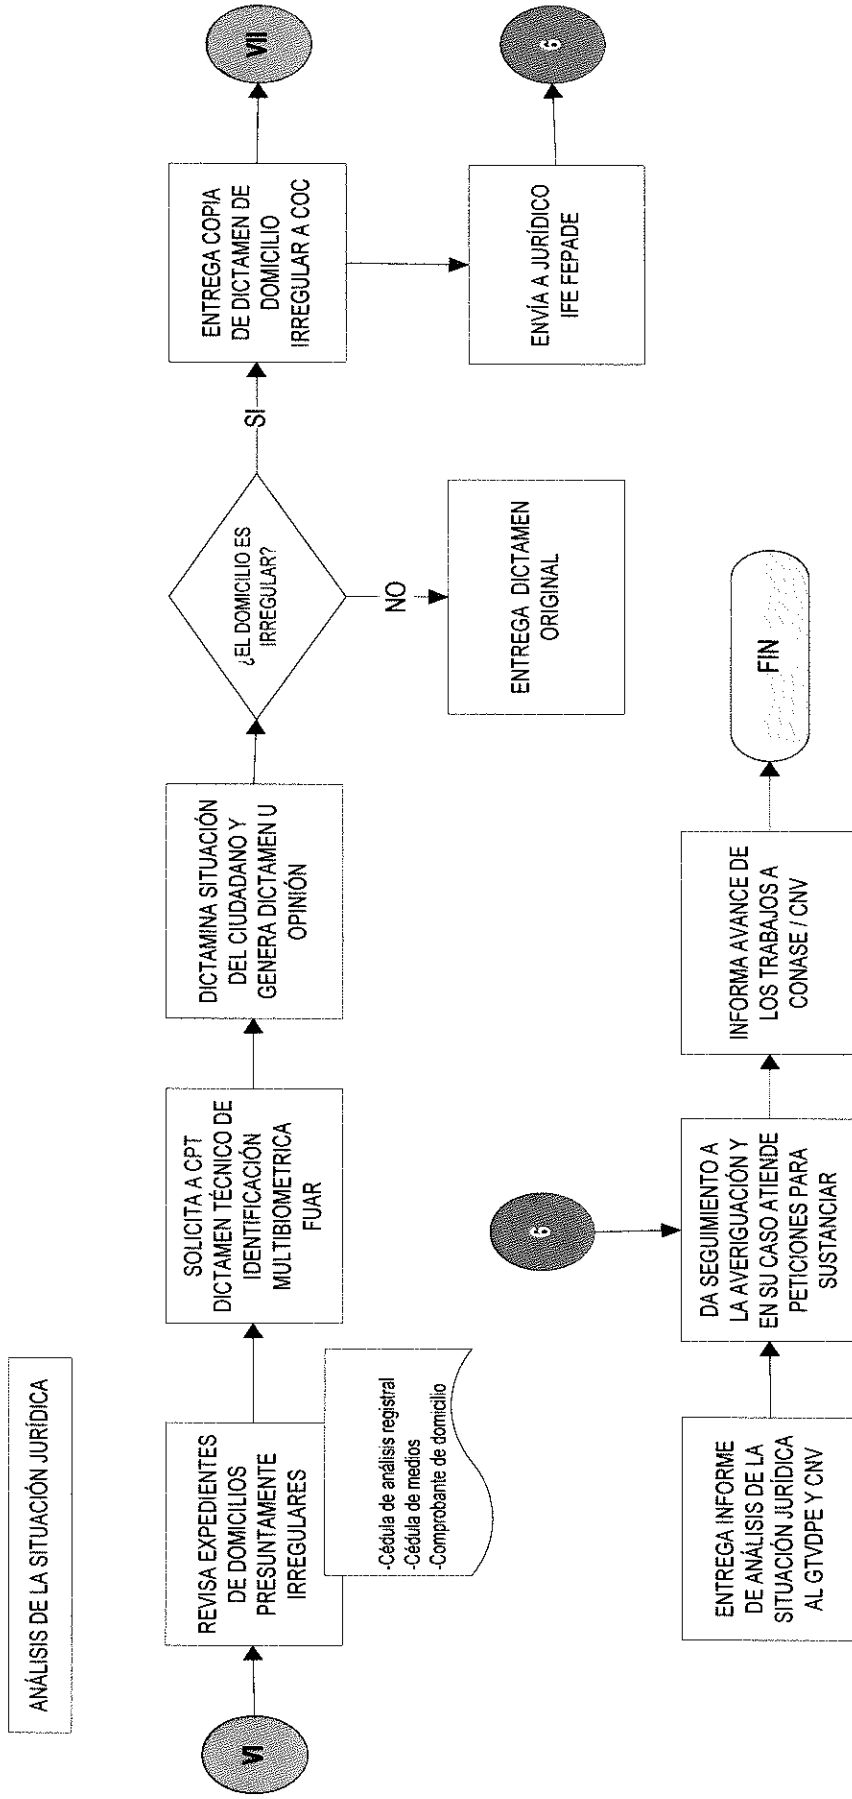 ANÁLISIS DE LA SITUACIÓN JURÍDICA
VI
REVISA EXPEDIENTES
DE DOMICILIOS
PRESUNTAMENTE
IRREGULARES
-Cédula de análisis registral
-Cédula de medios
-Comprobante de domicilio
SOLICITA A CPT
DICTAMEN TÉCNICO DE
IDENTIFICACIÓN
MULTIBIOMETRICA
FUAR
DICTAMINA SITUACIÓN
DEL CIUDADANO Y
GENERA DICTAMEN U
OPINIÓN
¿EL DOMICILIO ES
IRREGULAR?
SI
NO
ENTREGA DICTAMEN
ORIGINAL
ENTREGA COPIA
DE DICTAMEN DE
DOMICILIO
IRREGULAR A COC
VII
ENVÍA A JURÍDICO
IFE FEPADE
6
ENTREGA INFORME
DE ANÁLISIS DE LA
SITUACIÓN JURÍDICA
AL GTVDPE Y CNV
6
DA SEGUIMIENTO A
LA AVERIGUACIÓN Y
EN SU CASO ATIENDE
PETICIONES PARA
SUSTANCIAR
INFORMA AVANCE DE
LOS TRABAJOS A
CONASE / CNV
FIN